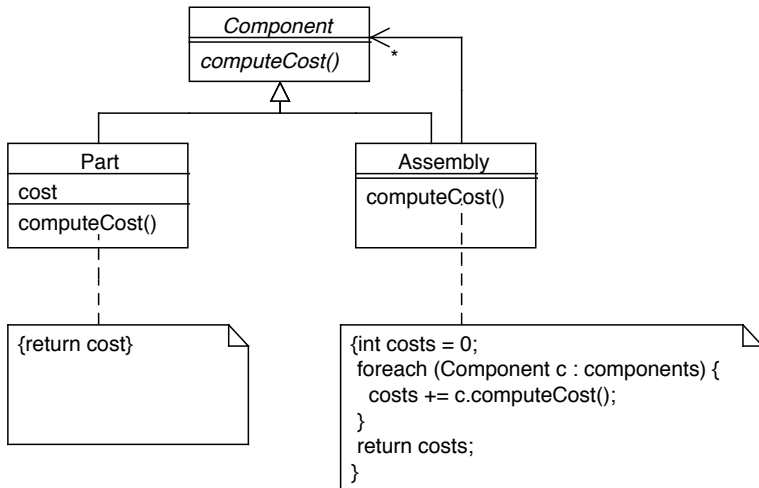 Component
computeCost()
*
Part
cost
computeCost()
Assembly
computeCost()
{return cost}
{int costs = 0;
foreach (Component c : components) {
costs += c.computeCost();
}
return costs;
}